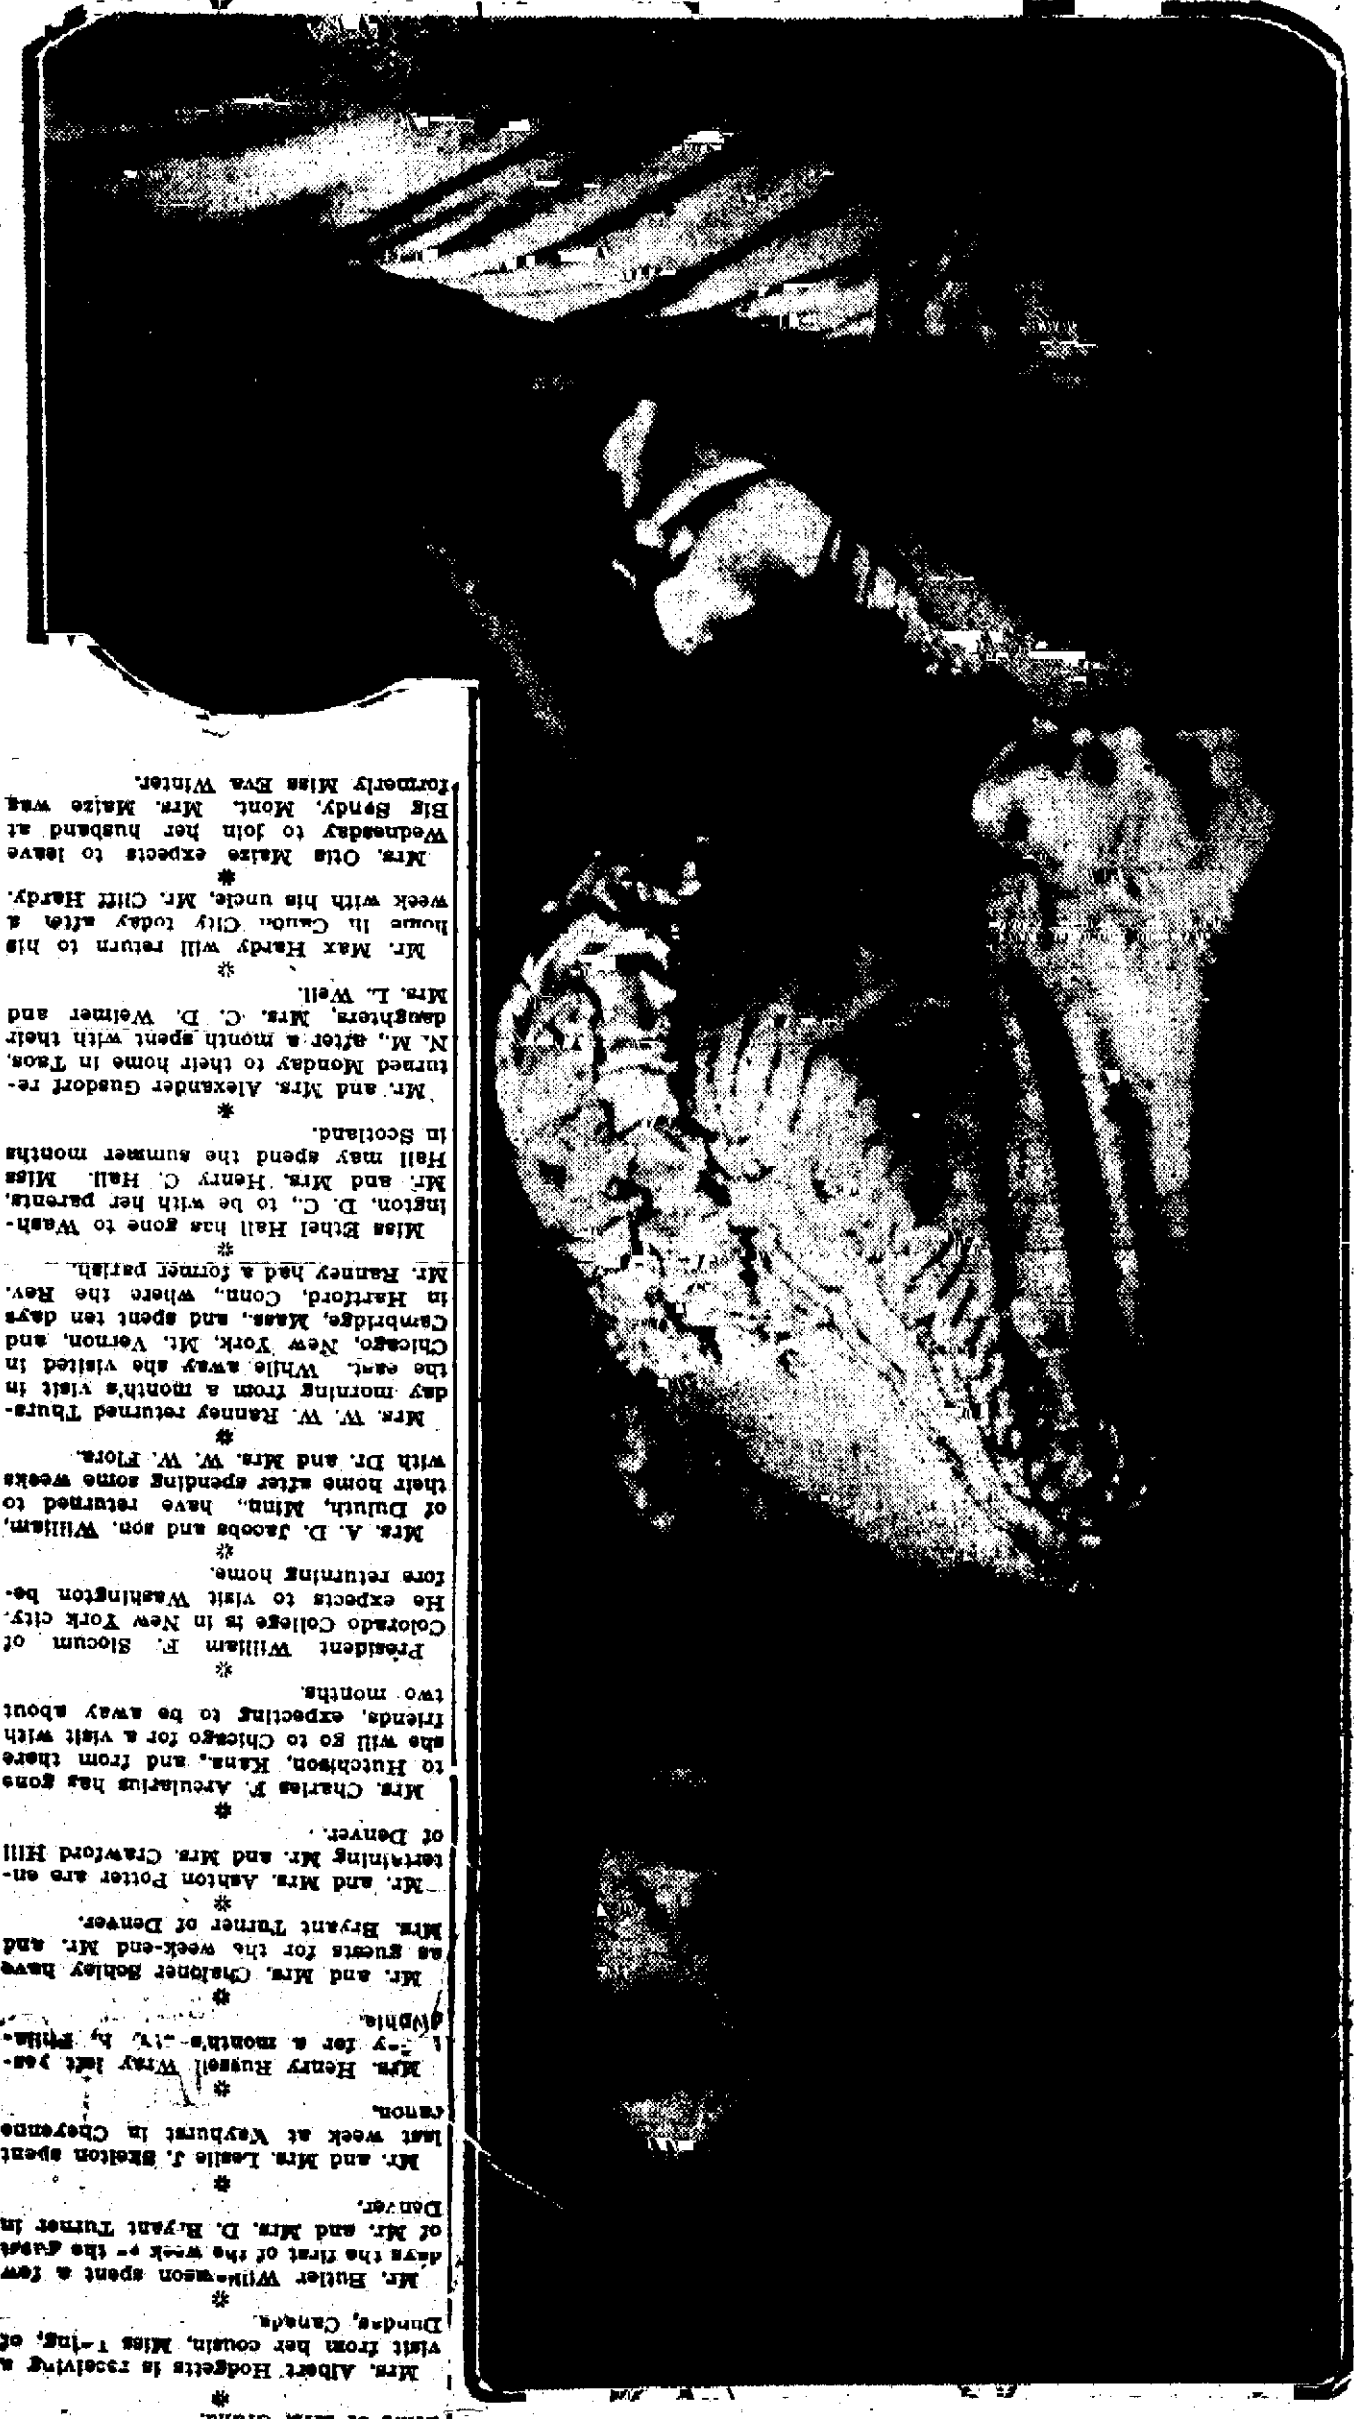 Mrs. Albert Hodgetts is receiving a
visit from her cousin, Miss of
Dundas, Canada.
*
Mr. Butler spent a few
days the first of the week the guest
of Mr. and Mrs. D. Bryant Turner in
Denver.
*
Mr. and Mrs. Leslie J. Skelton spent
last week at Wayhurst in Cheyenne
canon.
*
Mrs. Henry Russell Wray left yes-
for a month's
*
Mr. and Mrs. Chaloner Schley have
as guests for the week-end Mr. and
Mrs. Bryant Turner of Denver.
*
Mr. and Mrs. Ashton Potter are en-
tertaining Mr. and Mrs. Crawford Hill
of Denver.
*
Mrs. Charles F. Arcularius has gone
to Hutchison, Kans., and from there
she will go to Chicago for a visit with
friends, expecting to be away about
two months.
*
President William F. Slocum of
Colorado College is in New York city.
He expects to visit Washington be-
fore returning home.
*
Mrs. A. D. Jacobs and son, William,
of Duluth, Minn., have returned to
their home after spending some weeks
with Dr. and Mrs. W. W. Flora.
*
Mrs. W. W. Ranney returned Thurs-
day morning from a month's visit in
the east. While away she visited in
Chicago, New York, Mt. Vernon, and
Cambridge, Mass., and spent ten days
in Hartford, Conn., where the Rev.
Mr. Ranney had a former parish.
*
Miss Ethel Hall has gone to Wash-
ington, D. C., to be with her parents,
Mr. and Mrs. Henry C. Hall. Miss
Hall may spend the summer months
in Scotland.
*
Mr. and Mrs. Alexander Gusdorf re-
turned Monday to their home in Taos,
N. M., after a month spent with their
daughters, Mrs. C. D. Weimer and
Mrs. L. Weil.
*
Mr. Max Hardy will return to his
home in Canon City today after a
week with his uncle, Mr. Cliff Hardy.
*
Mrs. Otis Maize expects to leave
Wednesday to join her husband at
Big Sandy, Mont. Mrs. Maize was
formerly Miss Eva Winter.